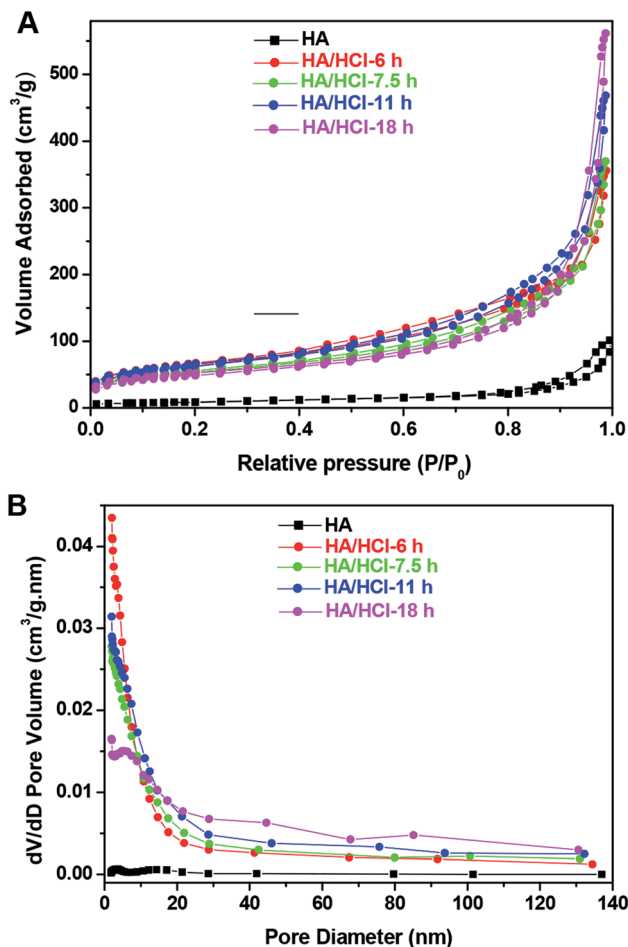 A
HA
HA/HCl-6 h
HA/HCl-7.5 h
HA/HCl-11 h
HA/HCl-18 h
Volume Adsorbed (cm³/g)
500
400
300
200
100
0
0.0 0.2 0.4 0.6 0.8 1.0
Relative pressure (P/P₀)
B
HA
HA/HCl-6 h
HA/HCl-7.5 h
HA/HCl-11 h
HA/HCl-18 h
dV/dD Pore Volume (cm³/g.nm)
0.04
0.03
0.02
0.01
0.00
0 20 40 60 80 100 120 140
Pore Diameter (nm)